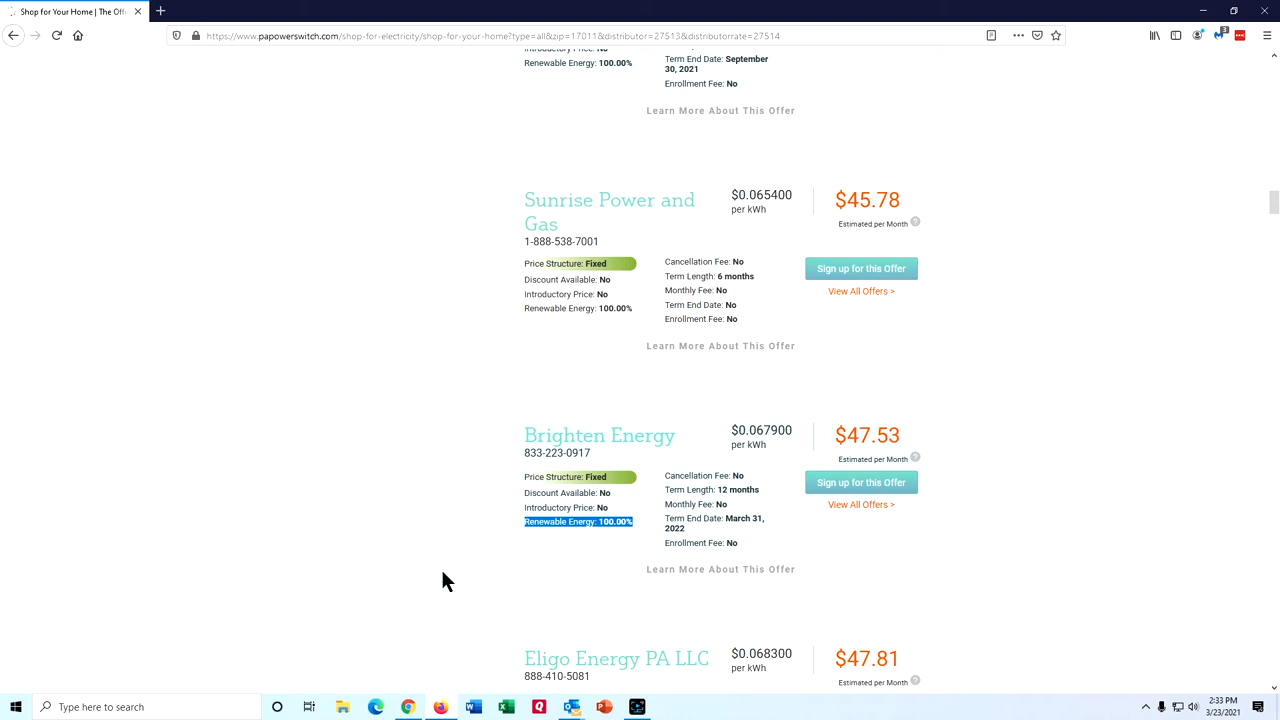 Shop for Your Home | The Off
https://www.papowerswitch.com/shop-for-electricity/shop-for-your-home?type=all&zip=17011&distributor=27513&distributorrate=27514
3
Introductory Price: No
Renewable Energy: 100.00%
Term End Date: September
30, 2021
Enrollment Fee: No
Learn More About This Offer
Sunrise Power and
Gas
1-888-538-7001
$0.065400
per kWh
$45.78
Estimated per Month ?
Price Structure: Fixed
Discount Available: No
Introductory Price: No
Renewable Energy: 100.00%
Cancellation Fee: No
Term Length: 6 months
Monthly Fee: No
Term End Date: No
Enrollment Fee: No
Sign up for this Offer
View All Offers >
Learn More About This Offer
Brighten Energy
833-223-0917
$0.067900
per kWh
$47.53
Estimated per Month ?
Price Structure: Fixed
Discount Available: No
Introductory Price: No
Renewable Energy: 100.00%
Cancellation Fee: No
Term Length: 12 months
Monthly Fee: No
Term End Date: March 31,
2022
Enrollment Fee: No
Sign up for this Offer
View All Offers >
Learn More About This Offer
Eligo Energy PA LLC
888-410-5081
$0.068300
per kWh
$47.81
Estimated per Month ?
Type here to search
2:33 PM
3/23/2021